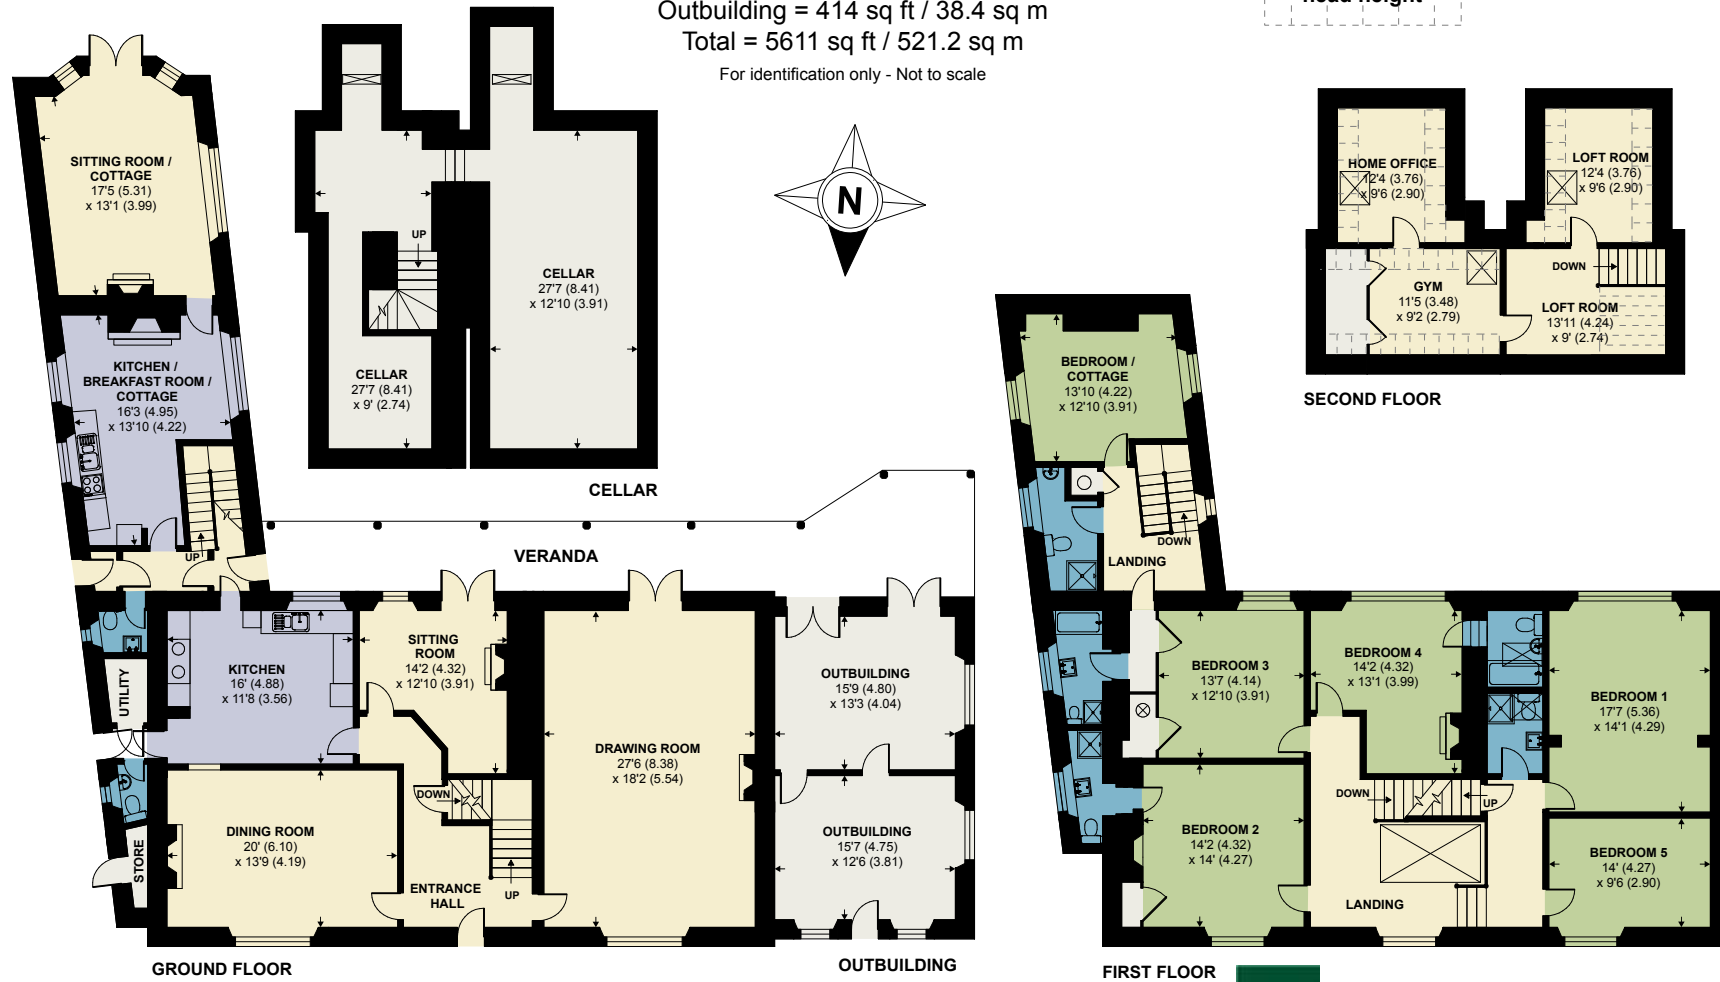 Outbuilding = 414 sq ft / 38.4 sq m
Total = 5611 sq ft / 521.2 sq m
For identification only - Not to scale
head height
N
SITTING ROOM /
COTTAGE
17'5 (5.31)
x 13'1 (3.99)
KITCHEN /
BREAKFAST ROOM /
COTTAGE
16'3 (4.95)
x 13'10 (4.22)
UP
UP
CELLAR
27'7 (8.41)
x 9' (2.74)
CELLAR
27'7 (8.41)
x 12'10 (3.91)
CELLAR
HOME OFFICE
12'4 (3.76)
x 9'6 (2.90)
LOFT ROOM
12'4 (3.76)
x 9'6 (2.90)
GYM
11'5 (3.48)
x 9'2 (2.79)
DOWN
LOFT ROOM
13'11 (4.24)
x 9' (2.74)
SECOND FLOOR
VERANDA
UTILITY
KITCHEN
16' (4.88)
x 11'8 (3.56)
SITTING
ROOM
14'2 (4.32)
x 12'10 (3.91)
DRAWING ROOM
27'6 (8.38)
x 18'2 (5.54)
DOWN
STORE
DINING ROOM
20' (6.10)
x 13'9 (4.19)
ENTRANCE
HALL
UP
GROUND FLOOR
OUTBUILDING
15'9 (4.80)
x 13'3 (4.04)
OUTBUILDING
15'7 (4.75)
x 12'6 (3.81)
OUTBUILDING
BEDROOM /
COTTAGE
13'10 (4.22)
x 12'10 (3.91)
DOWN
LANDING
BEDROOM 3
13'7 (4.14)
x 12'10 (3.91)
BEDROOM 4
14'2 (4.32)
x 13'1 (3.99)
BEDROOM 1
17'7 (5.36)
x 14'1 (4.29)
DOWN
UP
BEDROOM 2
14'2 (4.32)
x 14' (4.27)
BEDROOM 5
14' (4.27)
x 9'6 (2.90)
LANDING
FIRST FLOOR